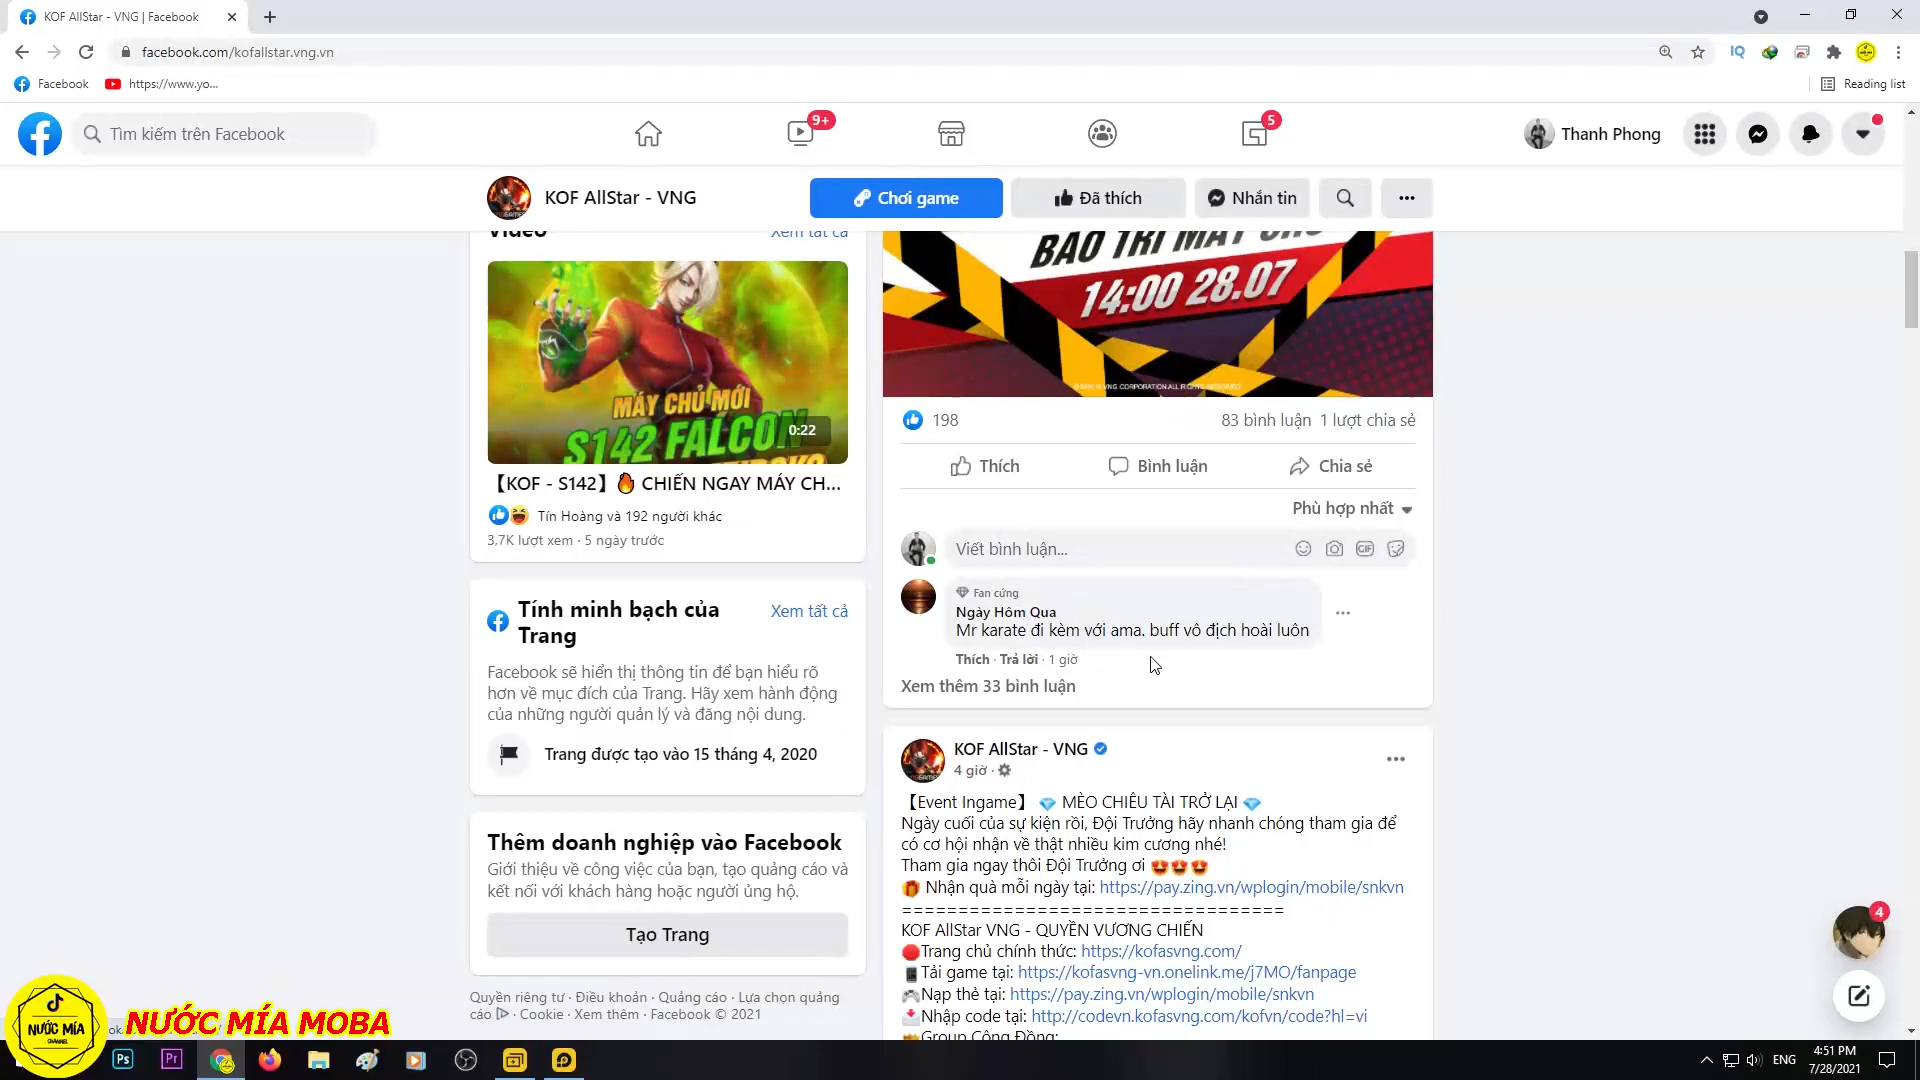 KOF AllStar - VNG | Facebook
facebook.com/kofallstar.vng.vn
IQ
Facebook
https://www.yo...
Reading list
Tìm kiếm trên Facebook
9+
5
Thanh Phong
KOF AllStar - VNG
Chơi game
Đã thích
Nhắn tin
Video
Xem tất cả
MÁY CHỦ MỚI
S142 FALCON
0:22
【KOF - S142】🔥 CHIẾN NGAY MÁY CH...
Tín Hoàng và 192 người khác
3,7K lượt xem · 5 ngày trước
Tính minh bạch của
Trang
Xem tất cả
Facebook sẽ hiển thị thông tin để bạn hiểu rõ
hơn về mục đích của Trang. Hãy xem hành động
của những người quản lý và đăng nội dung.
Trang được tạo vào 15 tháng 4, 2020
Thêm doanh nghiệp vào Facebook
Giới thiệu về công việc của bạn, tạo quảng cáo và
kết nối với khách hàng hoặc người ủng hộ.
Tạo Trang
Quyền riêng tư · Điều khoản · Quảng cáo · Lựa chọn quảng
cáo · Cookie · Xem thêm · Facebook © 2021
BẢO TRÌ MÁY CHỦ
14:00 28.07
198
83 bình luận 1 lượt chia sẻ
Thích
Bình luận
Chia sẻ
Phù hợp nhất
Viết bình luận...
GIF
Fan cứng
Ngày Hôm Qua
Mr karate đi kèm với ama. buff vô địch hoài luôn
Thích · Trả lời · 1 giờ
Xem thêm 33 bình luận
KOF AllStar - VNG
4 giờ ·
【Event Ingame】 💎 MÈO CHIÊU TÀI TRỞ LẠI 💎
Ngày cuối của sự kiện rồi, Đội Trưởng hãy nhanh chóng tham gia để
có cơ hội nhận về thật nhiều kim cương nhé!
Tham gia ngay thôi Đội Trưởng ơi 🤩🤩🤩
🎁 Nhận quà mỗi ngày tại: https://pay.zing.vn/wplogin/mobile/snkvn
==================================
KOF AllStar VNG - QUYỀN VƯƠNG CHIẾN
🛑Trang chủ chính thức: https://kofasvng.com/
📱Tải game tại: https://kofasvng-vn.onelink.me/j7MO/fanpage
🎮Nạp thẻ tại: https://pay.zing.vn/wplogin/mobile/snkvn
📩Nhập code tại: http://codevn.kofasvng.com/kofvn/code?hl=vi
Group Cộng Đồng:
4
NƯỚC MÍA
CHANNEL
NƯỚC MÍA MOBA
Ps
Pr
ENG
4:51 PM
7/28/2021